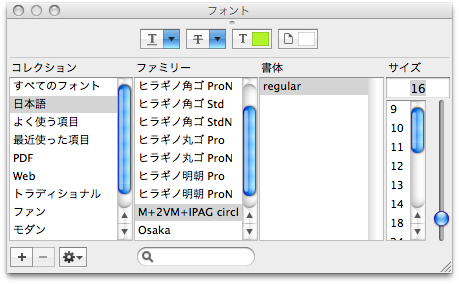 フォント
T T T
コレクション ファミリー 書体 サイズ
すべてのフォント
日本語
よく使う項目
最近使った項目
PDF
Web
トラディショナル
ファン
モダン
ヒラギノ角ゴ ProN
ヒラギノ角ゴ Std
ヒラギノ角ゴ StdN
ヒラギノ丸ゴ Pro
ヒラギノ丸ゴ ProN
ヒラギノ明朝 Pro
ヒラギノ明朝 ProN
M+2VM+IPAG circl
Osaka
regular
16
9
10
11
12
13
14
18
24